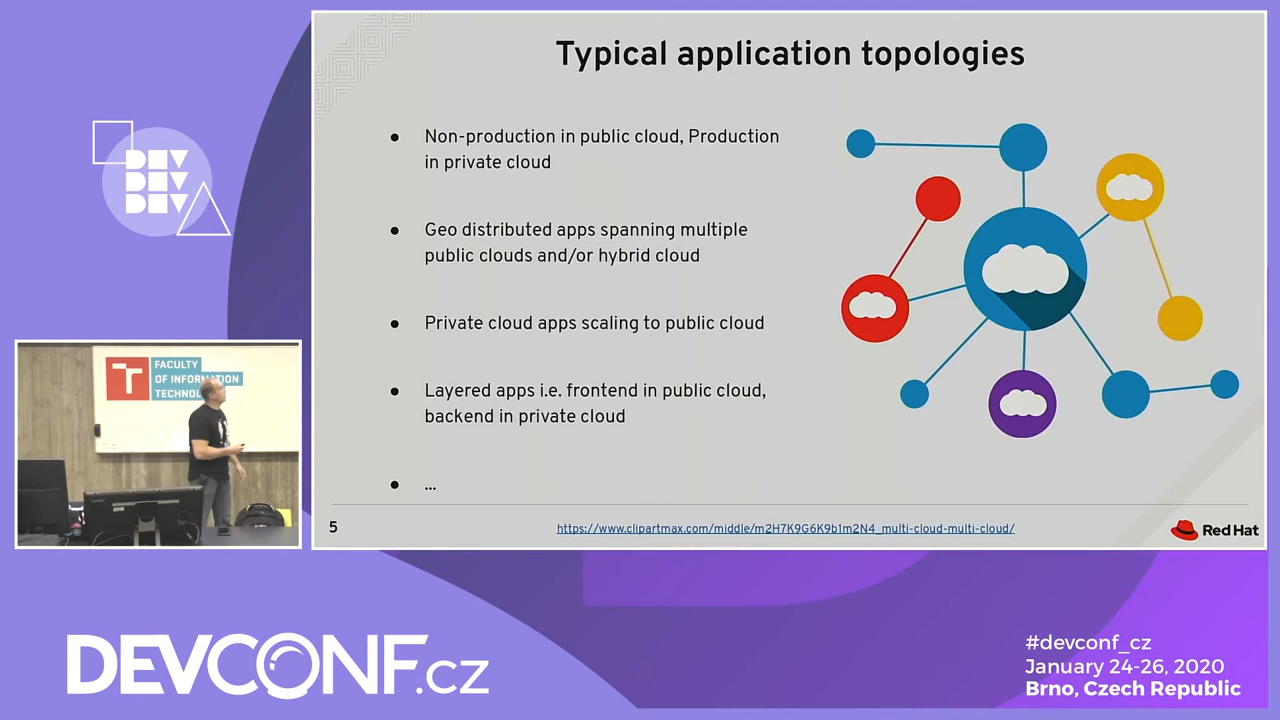 DEV
DEV
DEV
Typical application topologies
● Non-production in public cloud, Production
in private cloud
● Geo distributed apps spanning multiple
public clouds and/or hybrid cloud
● Private cloud apps scaling to public cloud
● Layered apps i.e. frontend in public cloud,
backend in private cloud
● ...
5
https://www.clipartmax.com/middle/m2H7K9G6K9b1m2N4_multi-cloud-multi-cloud/
Red Hat
T
FACULTY
OF INFORMATION
DEVCONF.cz
#devconf_cz
January 24-26, 2020
Brno, Czech Republic